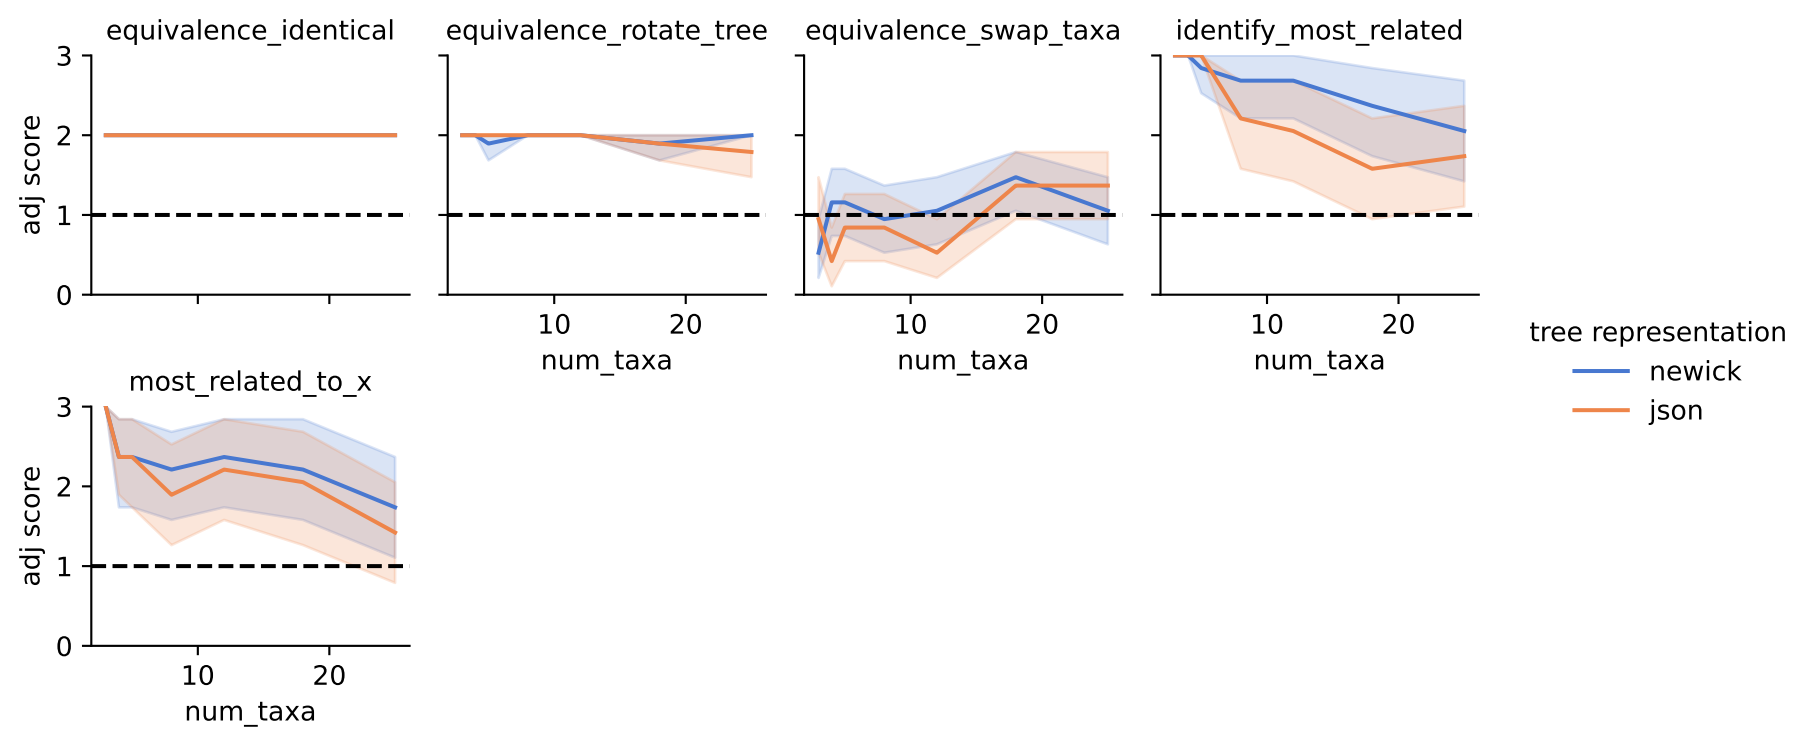 equivalence_identical
equivalence_rotate_tree
equivalence_swap_taxa
identify_most_related
adj score
3
2
1
0
10
20
num_taxa
10
20
num_taxa
10
20
num_taxa
tree representation
newick
json
most_related_to_x
adj score
3
2
1
0
10
20
num_taxa